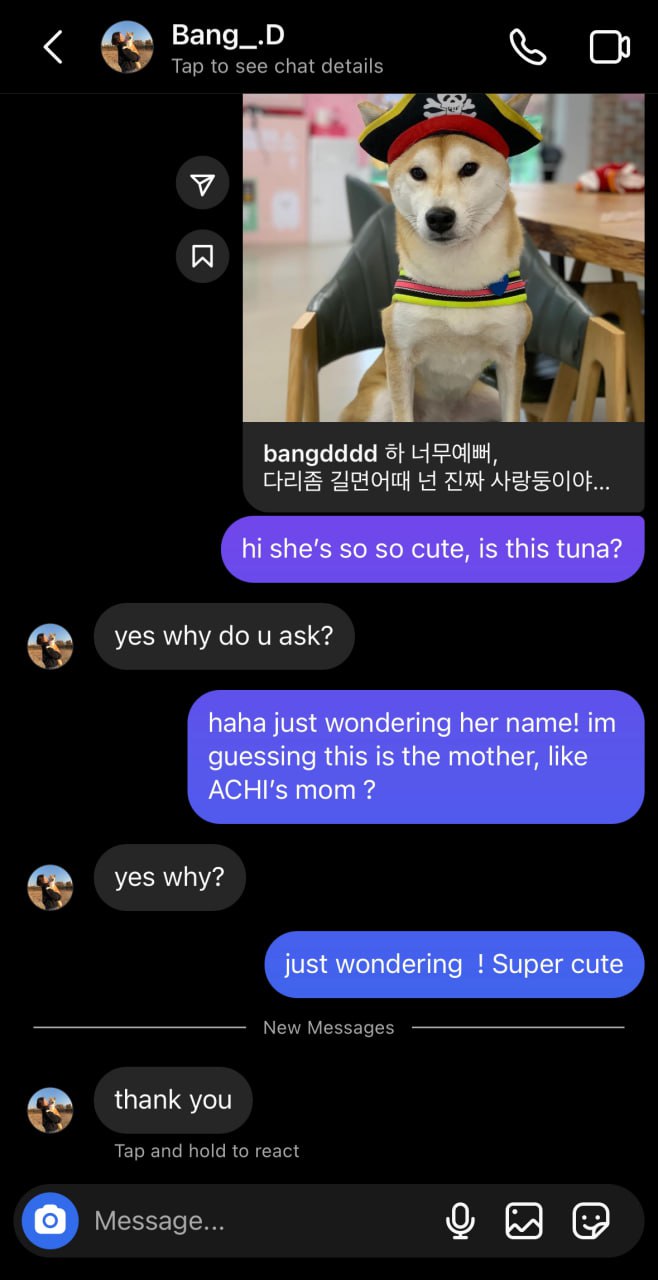 Bang_.D
Tap to see chat details
bangdddd 하 너무예뻐,
다리좀 길면어때 넌 진짜 사랑둥이야...
hi she’s so so cute, is this tuna?
yes why do u ask?
haha just wondering her name! im
guessing this is the mother, like
ACHI’s mom ?
yes why?
just wondering  ! Super cute
New Messages
thank you
Tap and hold to react
Message...